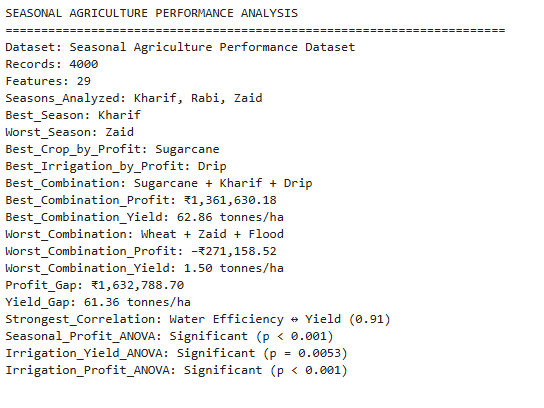 SEASONAL AGRICULTURE PERFORMANCE ANALYSIS
======================================================================
Dataset: Seasonal Agriculture Performance Dataset
Records: 4000
Features: 29
Seasons_Analyzed: Kharif, Rabi, Zaid
Best_Season: Kharif
Worst_Season: Zaid
Best_Crop_by_Profit: Sugarcane
Best_Irrigation_by_Profit: Drip
Best_Combination: Sugarcane + Kharif + Drip
Best_Combination_Profit: ₹1,361,630.18
Best_Combination_Yield: 62.86 tonnes/ha
Worst_Combination: Wheat + Zaid + Flood
Worst_Combination_Profit: -₹271,158.52
Worst_Combination_Yield: 1.50 tonnes/ha
Profit_Gap: ₹1,632,788.70
Yield_Gap: 61.36 tonnes/ha
Strongest_Correlation: Water Efficiency ↔ Yield (0.91)
Seasonal_Profit_ANOVA: Significant (p < 0.001)
Irrigation_Yield_ANOVA: Significant (p = 0.0053)
Irrigation_Profit_ANOVA: Significant (p < 0.001)